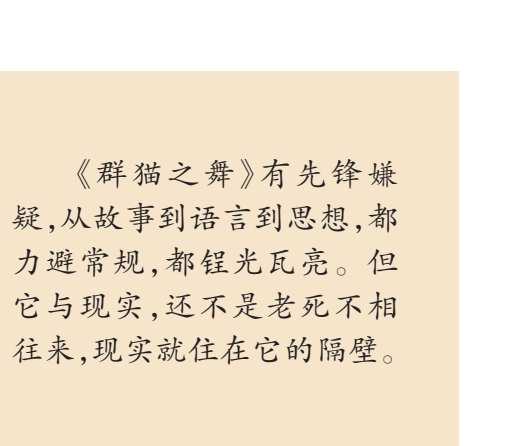 《群猫之舞》有先锋嫌
疑,从故事到语言到思想,都
力避常规,都锃光瓦亮。但
它与现实,还不是老死不相
往来,现实就住在它的隔壁。